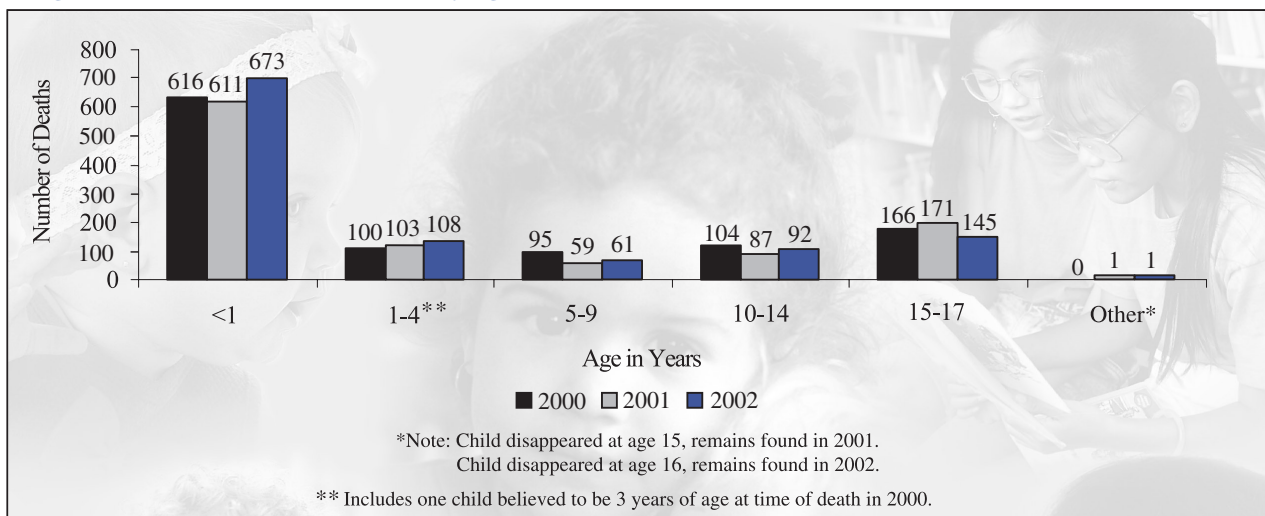 800
700
600
500
400
300
200
100
0
Number of Deaths
616 611 673
100 103 108
95 59 61
104 87 92
166 171 145
0 1 1
<1 1-4** 5-9 10-14 15-17 Other*
Age in Years
2000 2001 2002
*Note: Child disappeared at age 15, remains found in 2001.
Child disappeared at age 16, remains found in 2002.
** Includes one child believed to be 3 years of age at time of death in 2000.